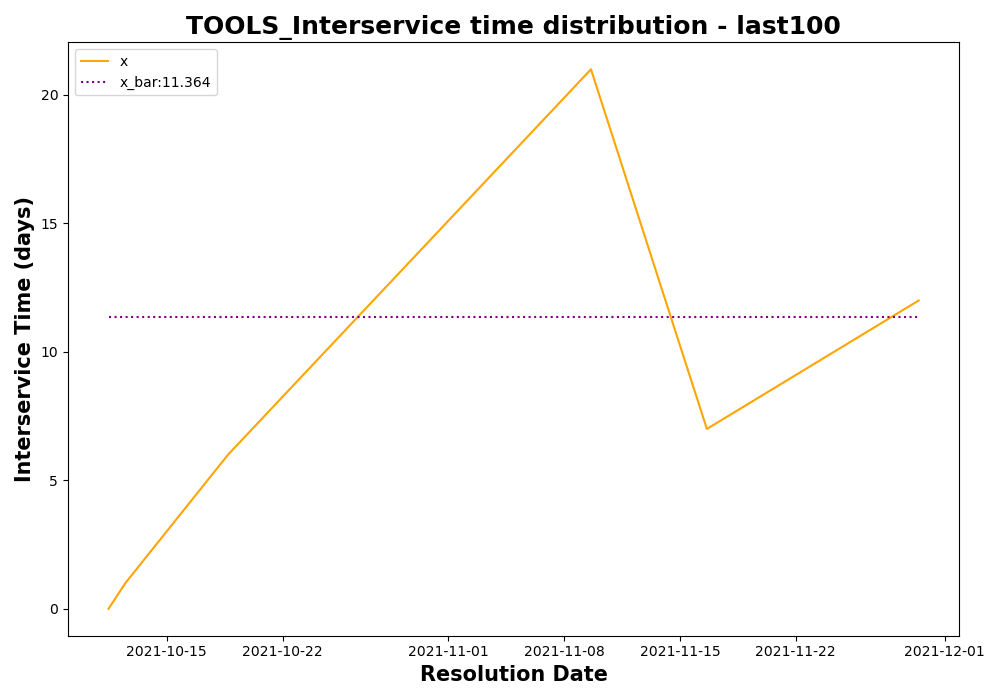 TOOLS_Interservice time distribution - last100
x
x_bar:11.364
Interservice Time (days)
20
15
10
5
0
2021-10-15 2021-10-22 2021-11-01 2021-11-08 2021-11-15 2021-11-22 2021-12-01
Resolution Date